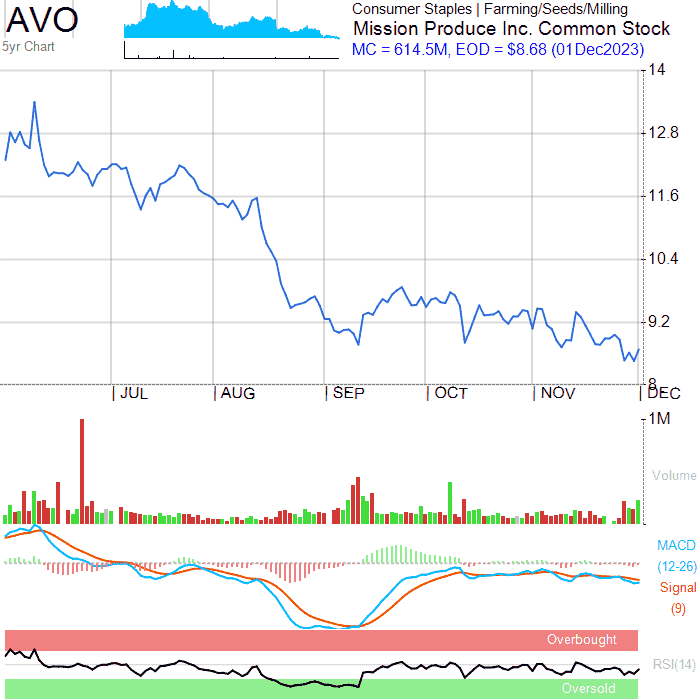 AVO
5yr Chart
Consumer Staples | Farming/Seeds/Milling
Mission Produce Inc. Common Stock
MC = 614.5M, EOD = $8.68 (01Dec2023)
14
12.8
11.6
10.4
9.2
8
JUL AUG SEP OCT NOV DEC
1M
Volume
MACD
(12-26)
Signal
(9)
Overbought
RSI(14)
Oversold